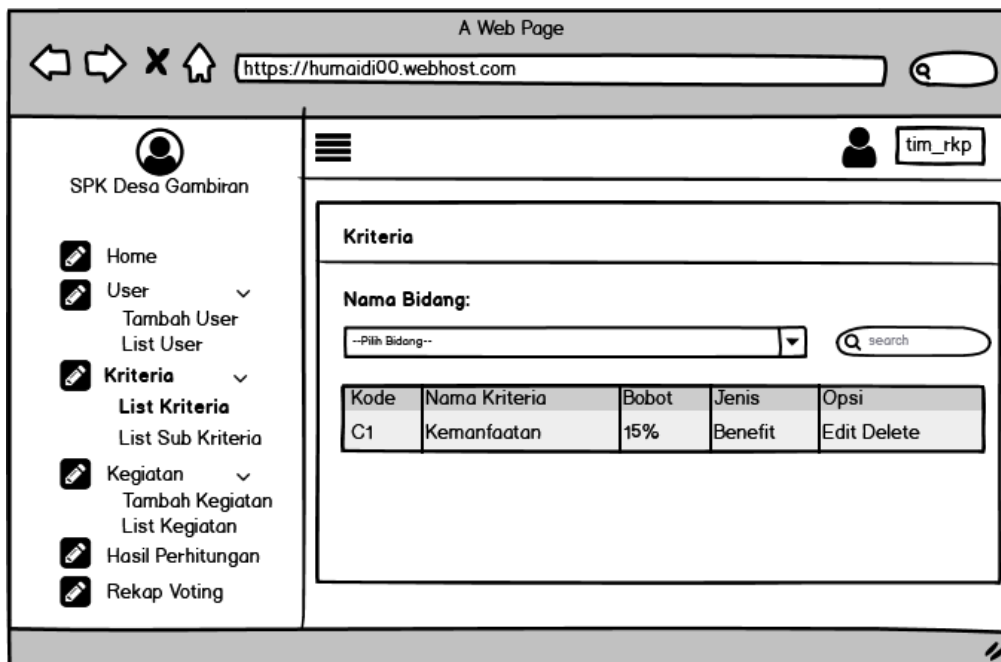 A Web Page
https://humaidi00.webhost.com
SPK Desa Gambiran
tim_rkp
Home
User
Tambah User
List User
Kriteria
List Kriteria
List Sub Kriteria
Kegiatan
Tambah Kegiatan
List Kegiatan
Hasil Perhitungan
Rekap Voting
Kriteria
Nama Bidang:
--Pilih Bidang--
search
Kode Nama Kriteria Bobot Jenis Opsi
C1 Kemanfaatan 15% Benefit Edit Delete